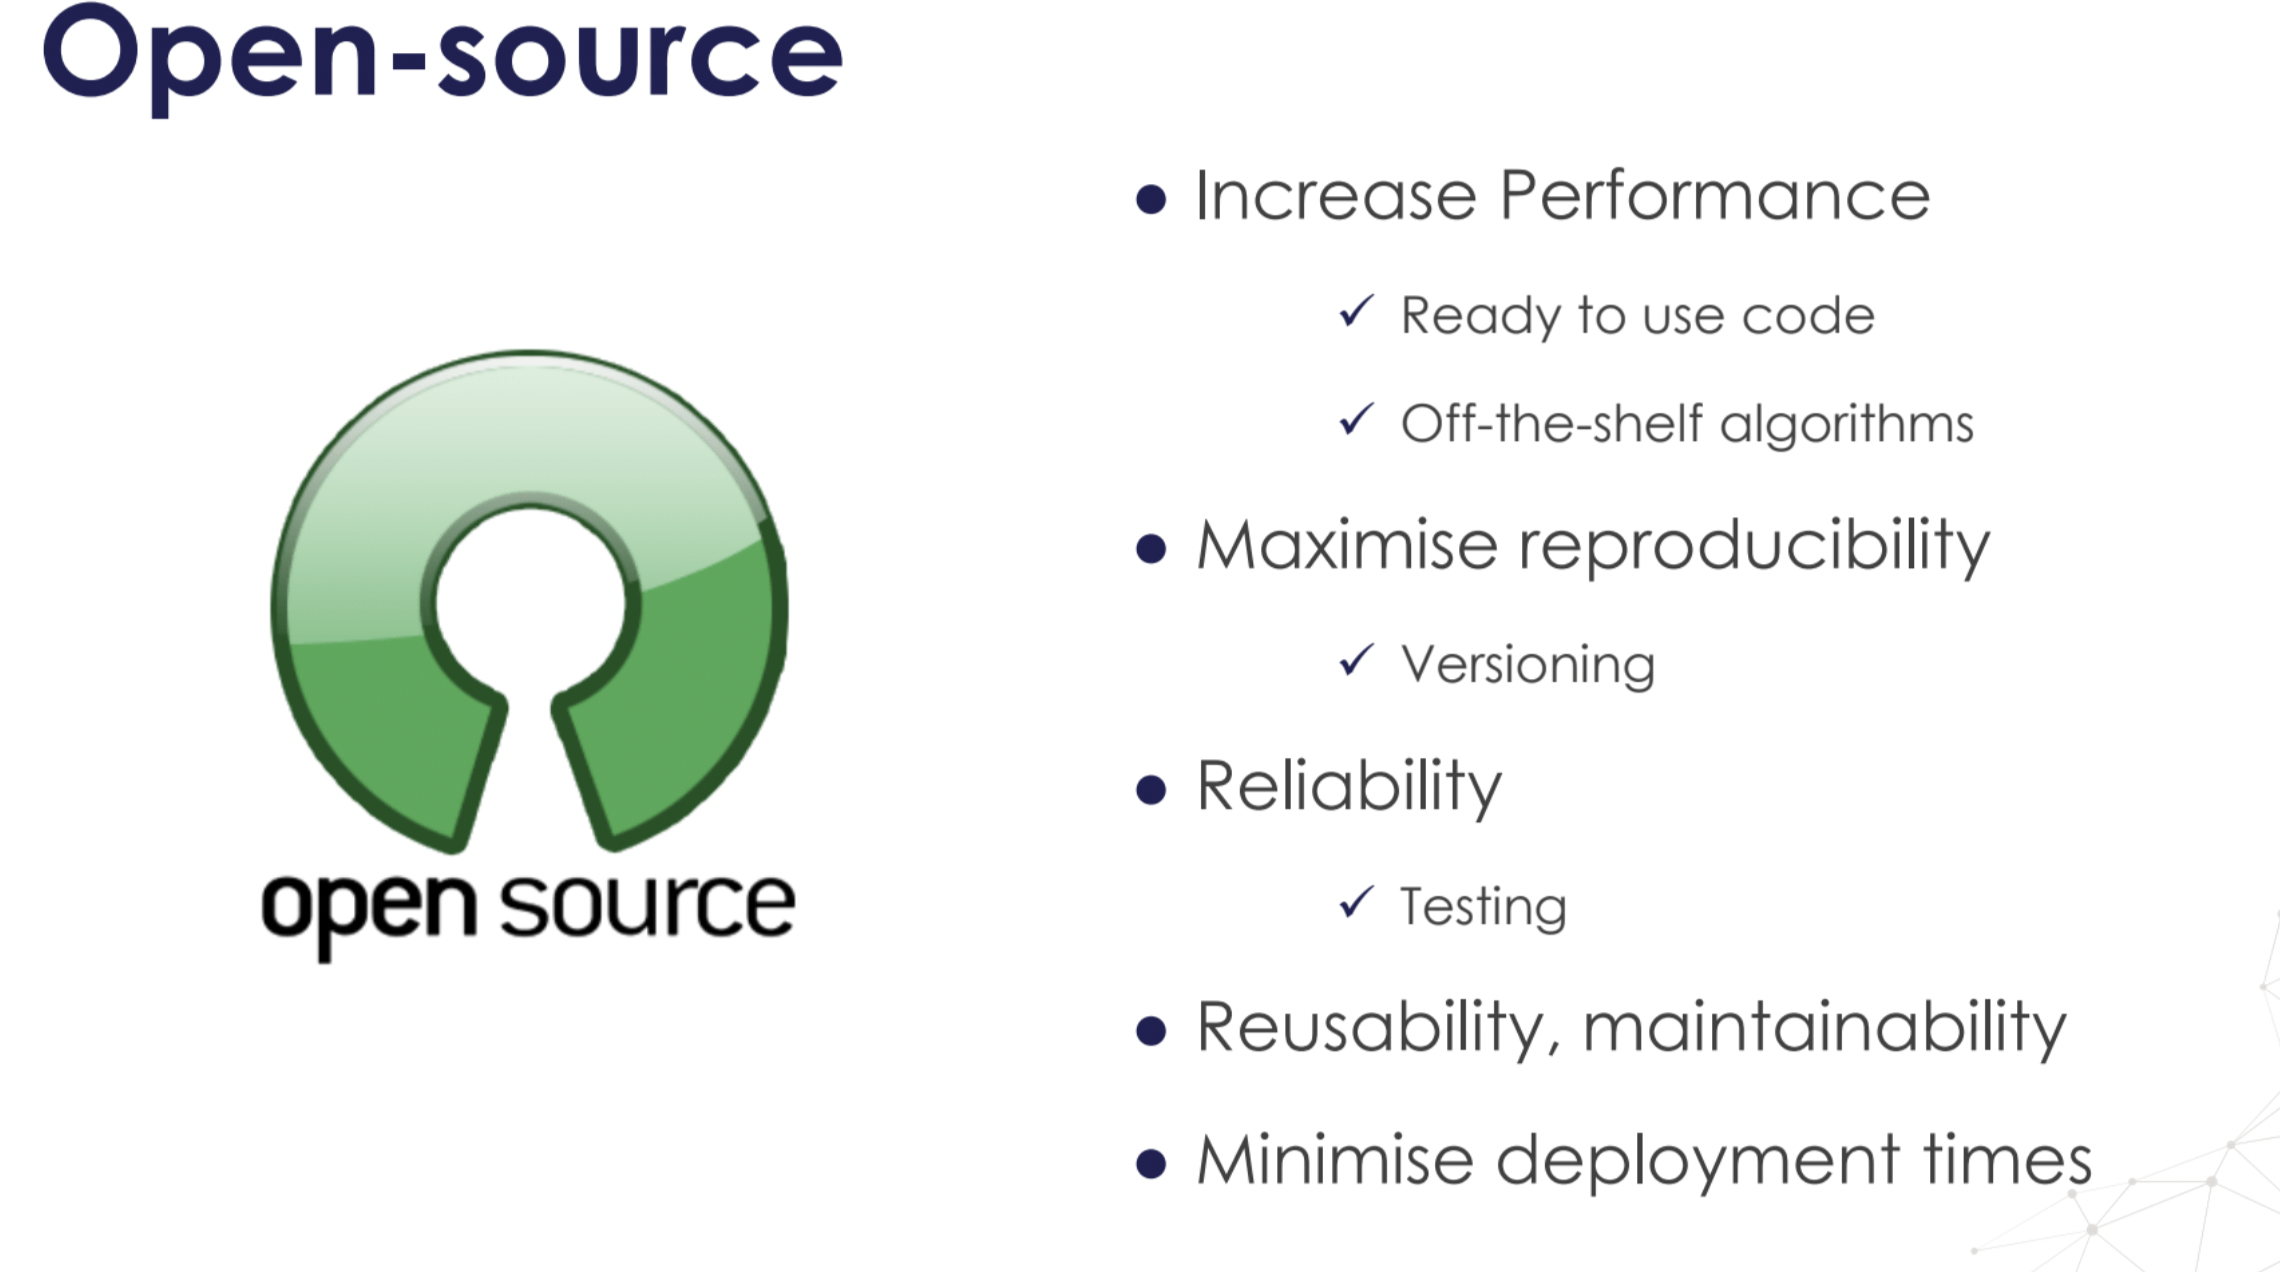 Open-source
open source
● Increase Performance
✓ Ready to use code
✓ Off-the-shelf algorithms
● Maximise reproducibility
✓ Versioning
● Reliability
✓ Testing
● Reusability, maintainability
● Minimise deployment times